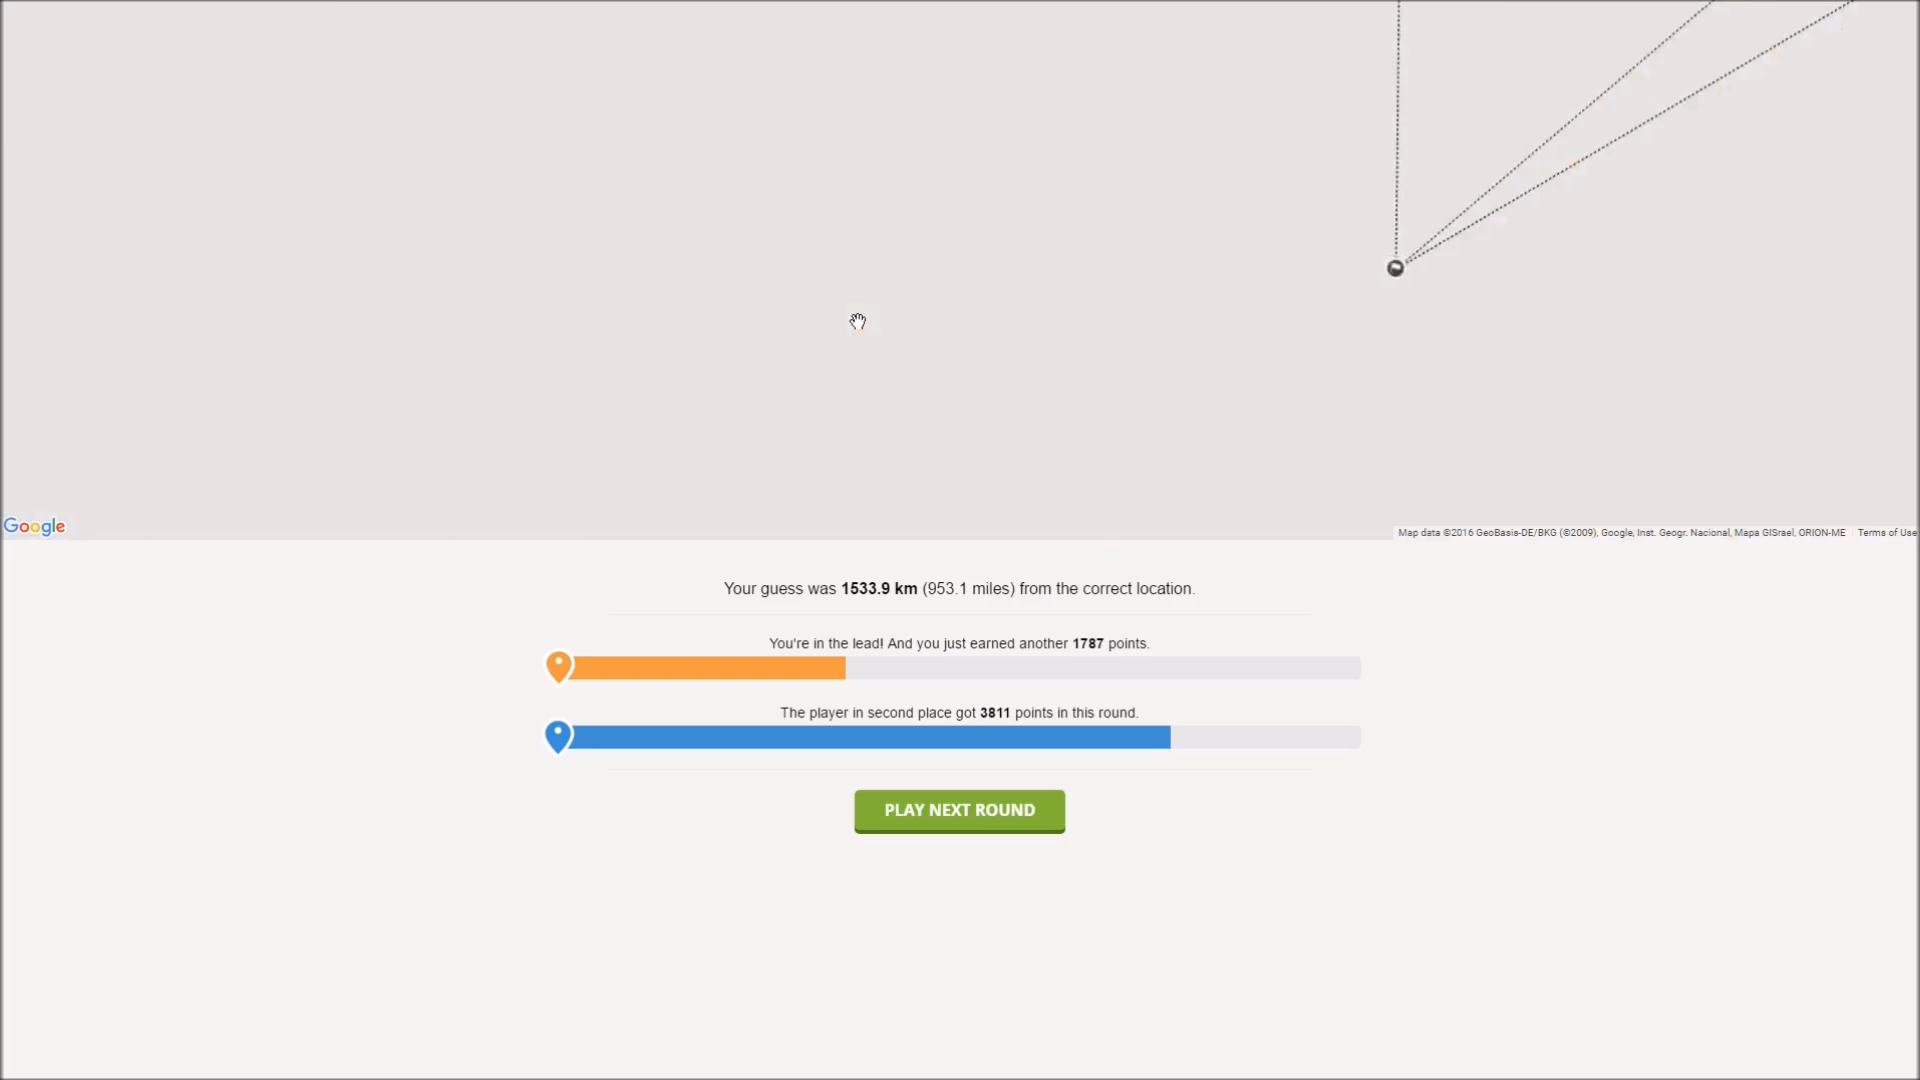 Google
Map data ©2016 GeoBasis-DE/BKG (©2009), Google, Inst. Geogr. Nacional, Mapa GISrael, ORION-ME
Terms of Use
Your guess was 1533.9 km (953.1 miles) from the correct location.
You're in the lead! And you just earned another 1787 points.
The player in second place got 3811 points in this round.
PLAY NEXT ROUND